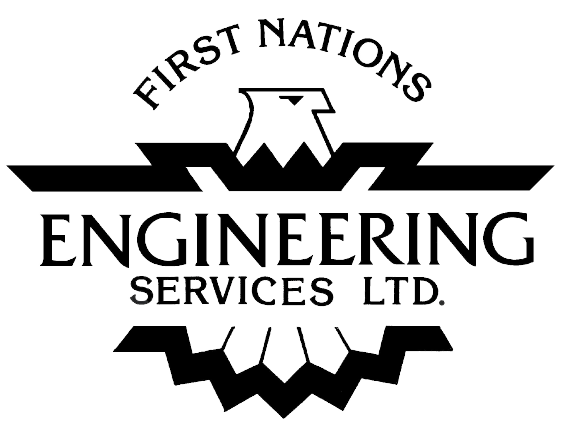 FIRST NATIONS
ENGINEERING
SERVICES LTD.